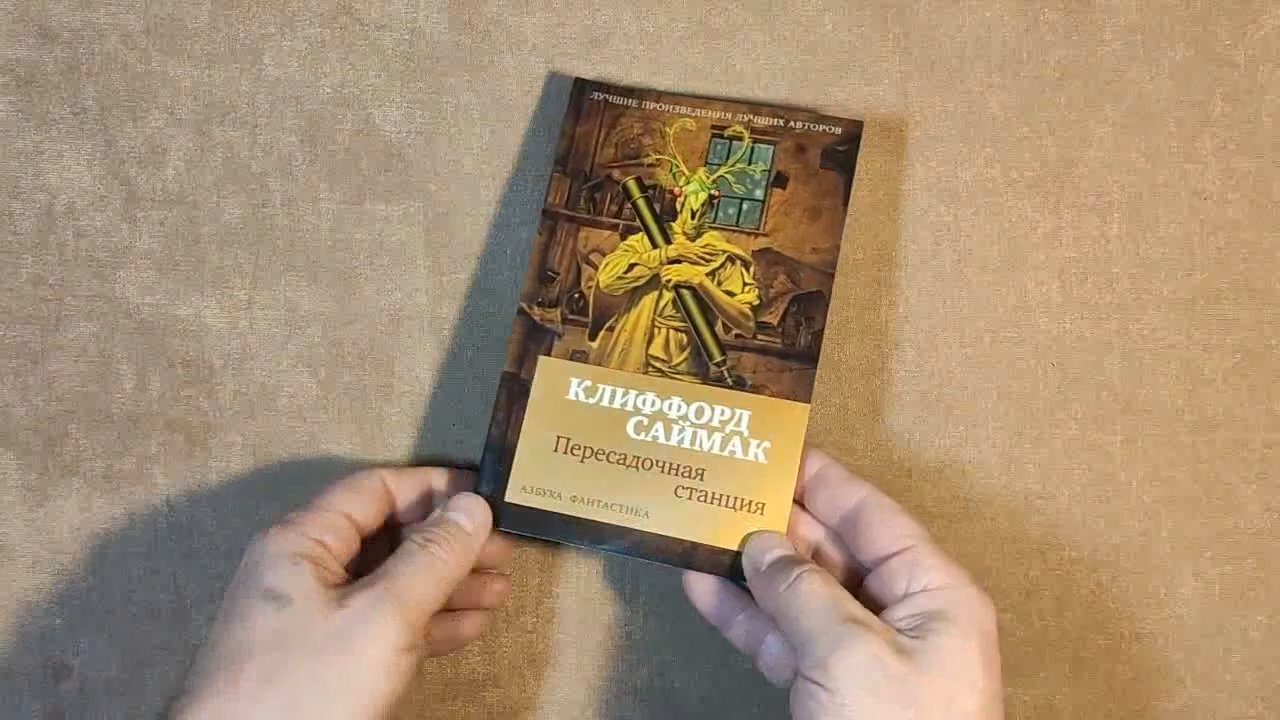 ЛУЧШИЕ ПРОИЗВЕДЕНИЯ ЛУЧШИХ АВТОРОВ
КЛИФФОРД
САЙМАК
Пересадочная
станция
АЗБУКА-ФАНТАСТИКА